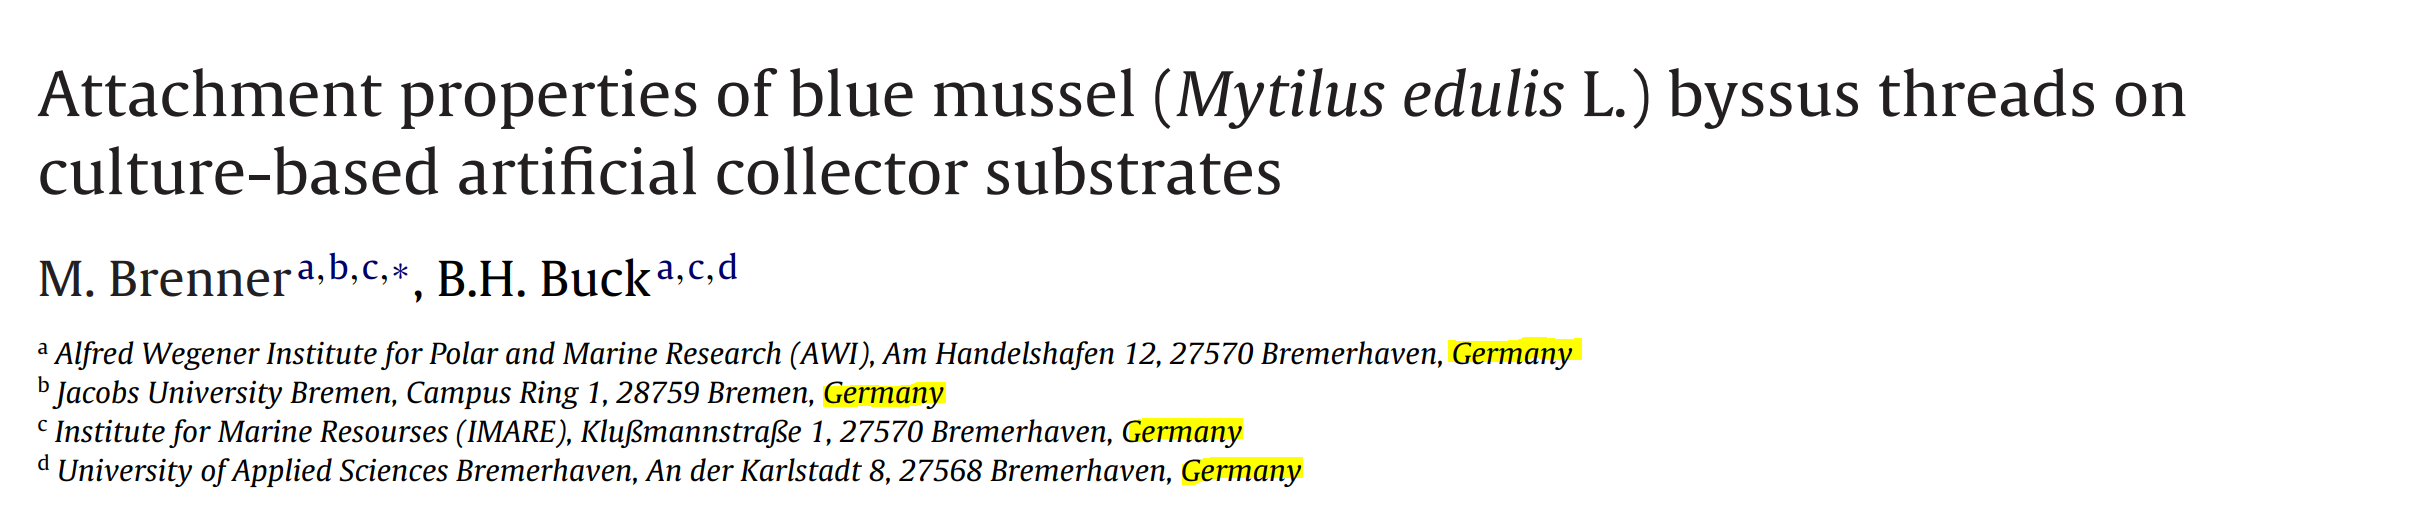 Attachment properties of blue mussel (Mytilus edulis L.) byssus threads on
culture-based artificial collector substrates
M. Brenner a,b,c,*, B.H. Buck a,c,d
a Alfred Wegener Institute for Polar and Marine Research (AWI), Am Handelshafen 12, 27570 Bremerhaven, Germany
b Jacobs University Bremen, Campus Ring 1, 28759 Bremen, Germany
c Institute for Marine Resourses (IMARE), Klußmannstraße 1, 27570 Bremerhaven, Germany
d University of Applied Sciences Bremerhaven, An der Karlstadt 8, 27568 Bremerhaven, Germany